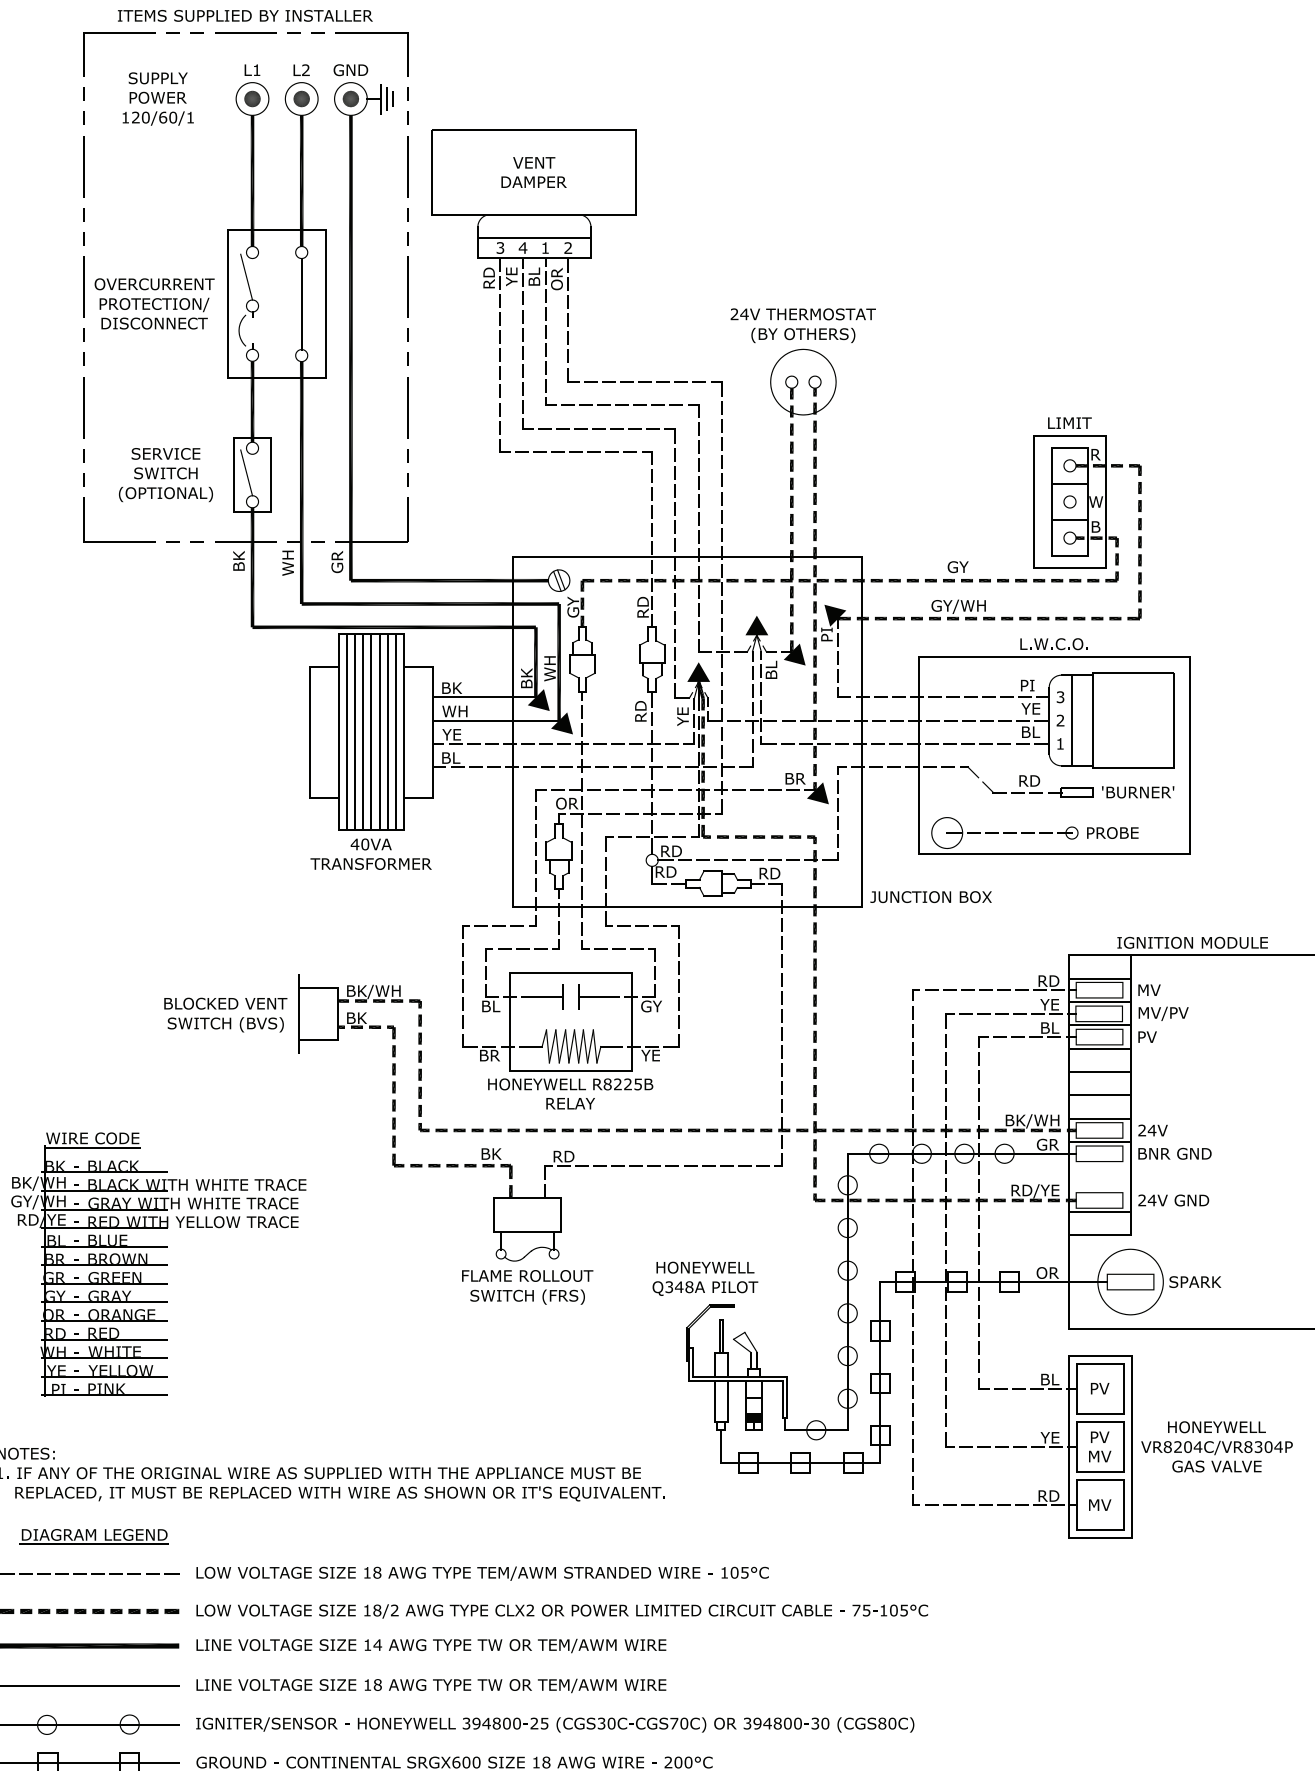 ITEMS SUPPLIED BY INSTALLER
SUPPLY
POWER
120/60/1
L1
L2
GND
VENT
DAMPER
3 4 1 2
RD
YE
BL
OR
OVERCURRENT
PROTECTION/
DISCONNECT
24V THERMOSTAT
(BY OTHERS)
SERVICE
SWITCH
(OPTIONAL)
LIMIT
R
W
B
BK
WH
GR
GY
GY/WH
GY
RD
PI
L.W.C.O.
BK
WH
BL
RD
YE
BK
WH
YE
BL
PI
YE
BL
3
2
1
BR
RD
'BURNER'
OR
PROBE
40VA
TRANSFORMER
RD
RD
RD
JUNCTION BOX
IGNITION MODULE
BLOCKED VENT
SWITCH (BVS)
BK/WH
BK
BL
GY
BR
YE
HONEYWELL R8225B
RELAY
RD
MV
YE
MV/PV
BL
PV
BK/WH
24V
GR
BNR GND
RD/YE
24V GND
BK
RD
FLAME ROLLOUT
SWITCH (FRS)
HONEYWELL
Q348A PILOT
OR
SPARK
WIRE CODE
BK - BLACK
BK/WH - BLACK WITH WHITE TRACE
GY/WH - GRAY WITH WHITE TRACE
RD/YE - RED WITH YELLOW TRACE
BL - BLUE
BR - BROWN
GR - GREEN
GY - GRAY
OR - ORANGE
RD - RED
WH - WHITE
YE - YELLOW
PI - PINK
BL
PV
YE
PV
MV
RD
MV
HONEYWELL
VR8204C/VR8304P
GAS VALVE
NOTES:
1. IF ANY OF THE ORIGINAL WIRE AS SUPPLIED WITH THE APPLIANCE MUST BE
REPLACED, IT MUST BE REPLACED WITH WIRE AS SHOWN OR IT'S EQUIVALENT.
DIAGRAM LEGEND
LOW VOLTAGE SIZE 18 AWG TYPE TEM/AWM STRANDED WIRE - 105°C
LOW VOLTAGE SIZE 18/2 AWG TYPE CLX2 OR POWER LIMITED CIRCUIT CABLE - 75-105°C
LINE VOLTAGE SIZE 14 AWG TYPE TW OR TEM/AWM WIRE
LINE VOLTAGE SIZE 18 AWG TYPE TW OR TEM/AWM WIRE
IGNITER/SENSOR - HONEYWELL 394800-25 (CGS30C-CGS70C) OR 394800-30 (CGS80C)
GROUND - CONTINENTAL SRGX600 SIZE 18 AWG WIRE - 200°C